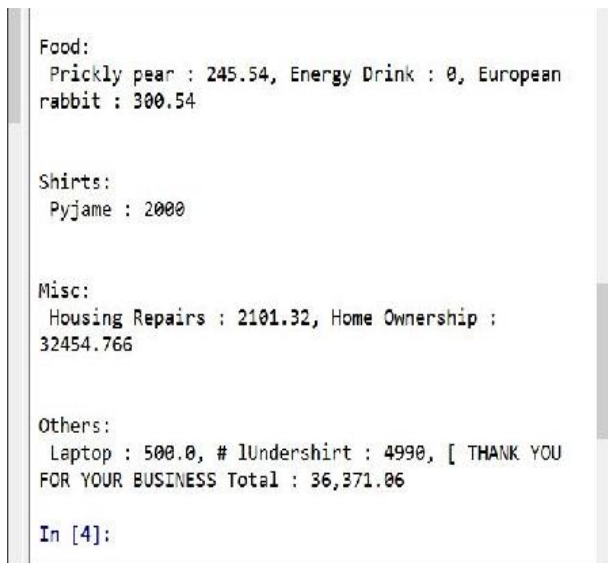 Food:
Prickly pear : 245.54, Energy Drink : 0, European
rabbit : 300.54
Shirts:
Pyjame : 2000
Misc:
Housing Repairs : 2101.32, Home Ownership :
32454.766
Others:
Laptop : 500.0, # lUndershirt : 4990, [ THANK YOU
FOR YOUR BUSINESS Total : 36,371.06
In [4]: